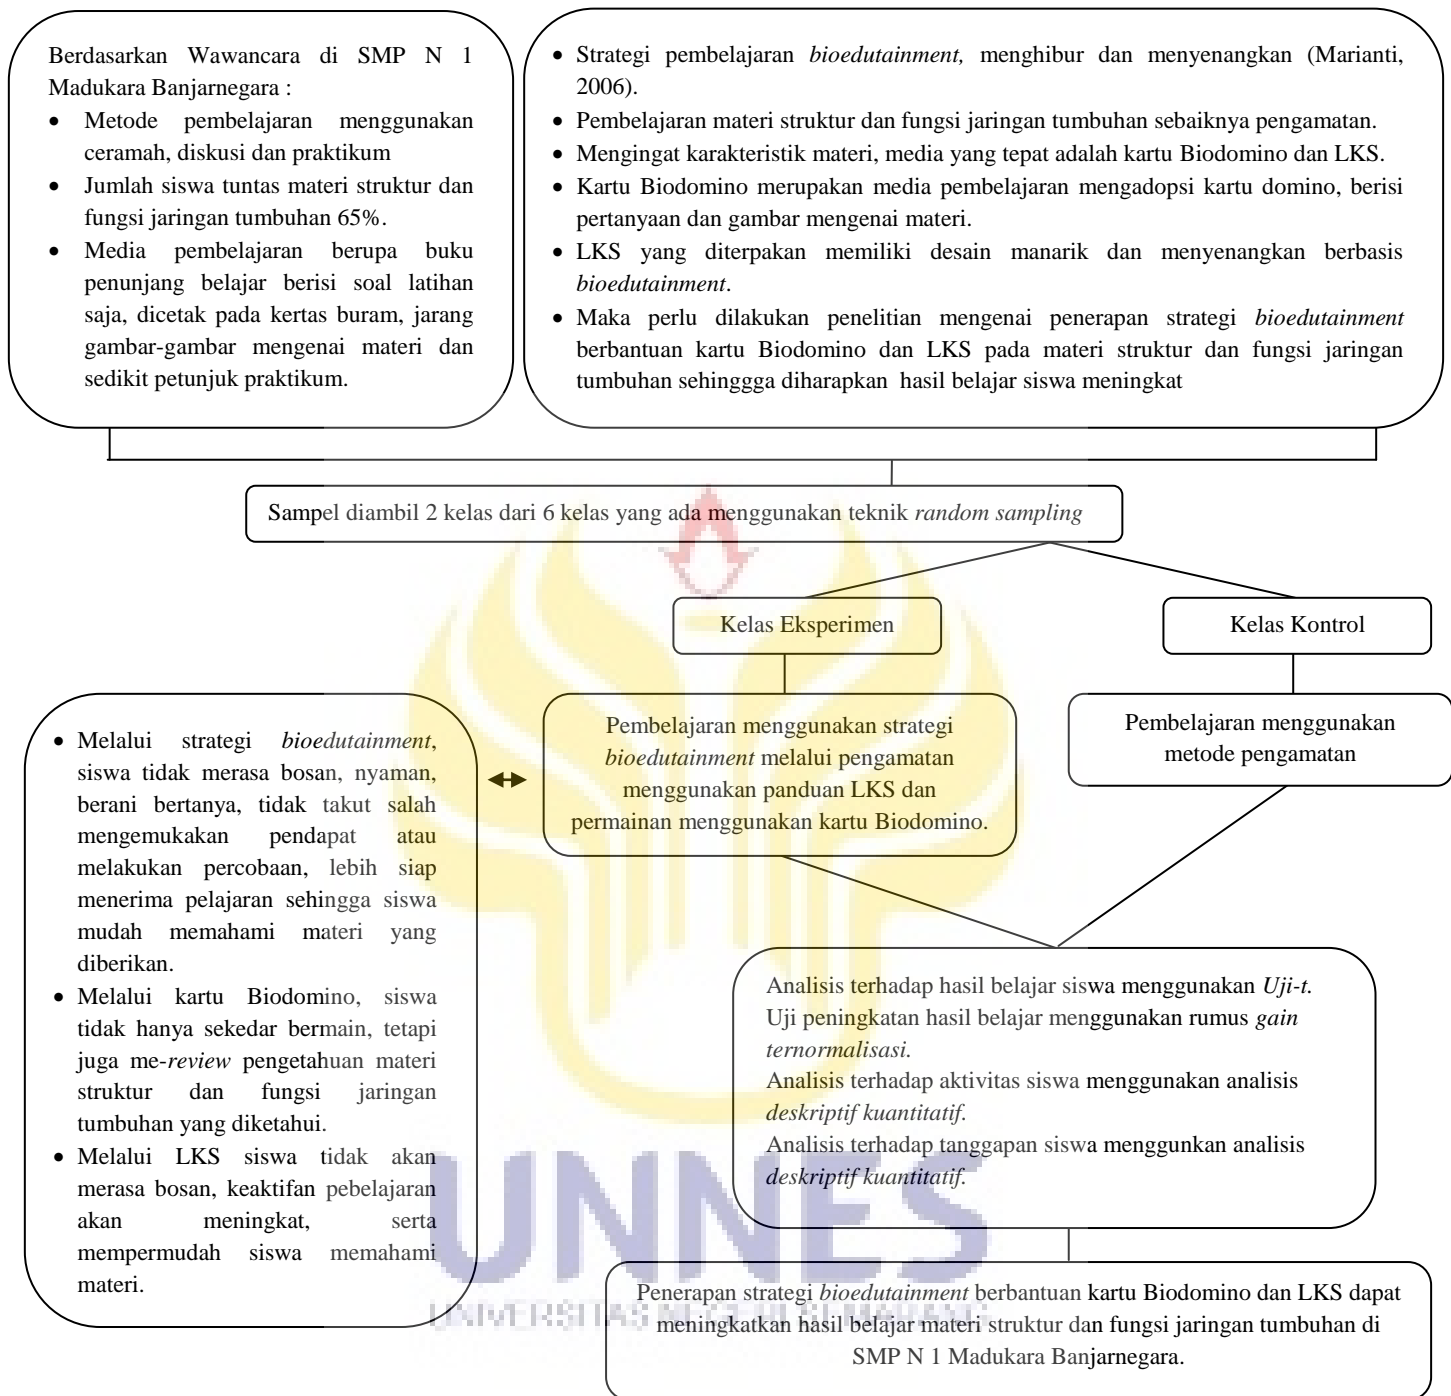 Berdasarkan Wawancara di SMP N 1
Madukara Banjarnegara :
• Metode pembelajaran menggunakan
ceramah, diskusi dan praktikum
• Jumlah siswa tuntas materi struktur dan
fungsi jaringan tumbuhan 65%.
• Media pembelajaran berupa buku
penunjang belajar berisi soal latihan
saja, dicetak pada kertas buram, jarang
gambar-gambar mengenai materi dan
sedikit petunjuk praktikum.
• Strategi pembelajaran bioedutainment, menghibur dan menyenangkan (Marianti,
2006).
• Pembelajaran materi struktur dan fungsi jaringan tumbuhan sebaiknya pengamatan.
• Mengingat karakteristik materi, media yang tepat adalah kartu Biodomino dan LKS.
• Kartu Biodomino merupakan media pembelajaran mengadopsi kartu domino, berisi
pertanyaan dan gambar mengenai materi.
• LKS yang diterpakan memiliki desain manarik dan menyenangkan berbasis
bioedutainment.
• Maka perlu dilakukan penelitian mengenai penerapan strategi bioedutainment
berbantuan kartu Biodomino dan LKS pada materi struktur dan fungsi jaringan
tumbuhan sehinggga diharapkan hasil belajar siswa meningkat
Sampel diambil 2 kelas dari 6 kelas yang ada menggunakan teknik random sampling
Kelas Eksperimen
Kelas Kontrol
• Melalui strategi bioedutainment,
siswa tidak merasa bosan, nyaman,
berani bertanya, tidak takut salah
mengemukakan pendapat atau
melakukan percobaan, lebih siap
menerima pelajaran sehingga siswa
mudah memahami materi yang
diberikan.
• Melalui kartu Biodomino, siswa
tidak hanya sekedar bermain, tetapi
juga me-review pengetahuan materi
struktur dan fungsi jaringan
tumbuhan yang diketahui.
• Melalui LKS siswa tidak akan
merasa bosan, keaktifan pebelajaran
akan meningkat, serta
mempermudah siswa memahami
materi.
Pembelajaran menggunakan strategi
bioedutainment melalui pengamatan
menggunakan panduan LKS dan
permainan menggunakan kartu Biodomino.
Pembelajaran menggunakan
metode pengamatan
Analisis terhadap hasil belajar siswa menggunakan Uji-t.
Uji peningkatan hasil belajar menggunakan rumus gain
ternormalisasi.
Analisis terhadap aktivitas siswa menggunakan analisis
deskriptif kuantitatif.
Analisis terhadap tanggapan siswa menggunkan analisis
deskriptif kuantitatif.
Penerapan strategi bioedutainment berbantuan kartu Biodomino dan LKS dapat
meningkatkan hasil belajar materi struktur dan fungsi jaringan tumbuhan di
SMP N 1 Madukara Banjarnegara.
UNNES
UNIVERSITAS NEGERI SEMARANG